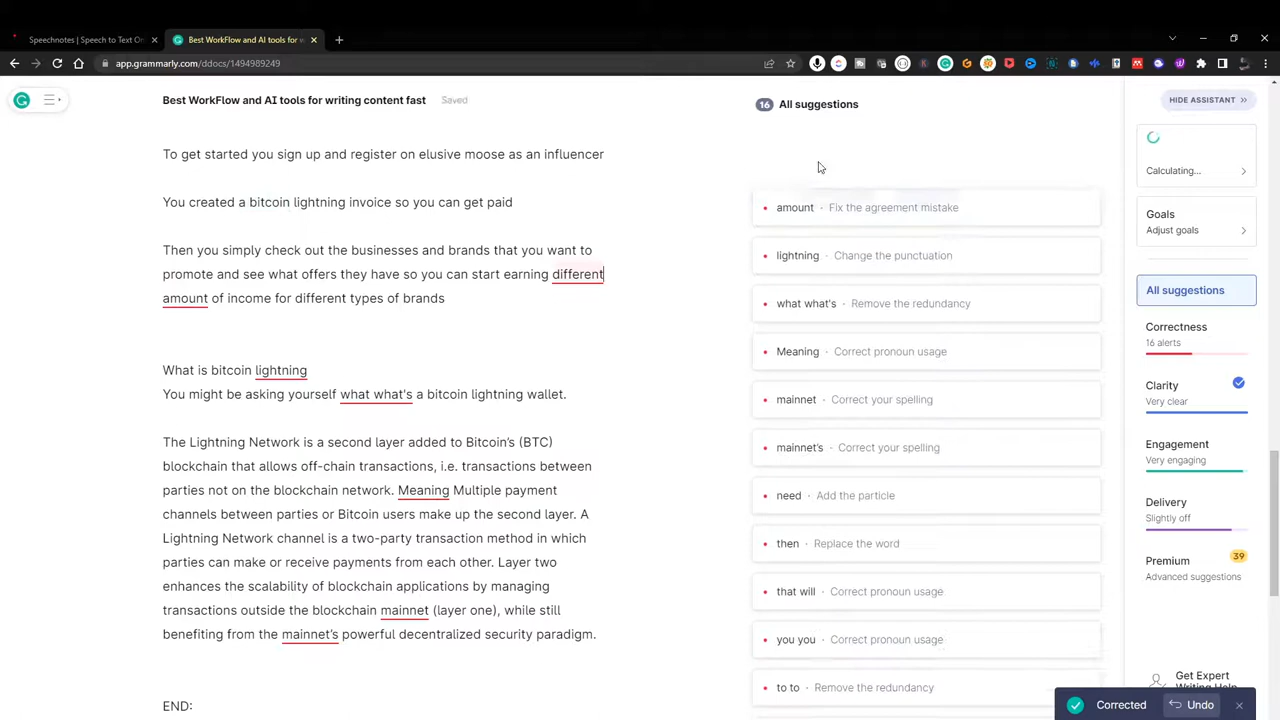 Speechnotes | Speech to Text On
Best WorkFlow and AI tools for w
app.grammarly.com/ddocs/1494989249
Best WorkFlow and AI tools for writing content fast
Saved
16 All suggestions
HIDE ASSISTANT
To get started you sign up and register on elusive moose as an influencer
You created a bitcoin lightning invoice so you can get paid
Then you simply check out the businesses and brands that you want to
promote and see what offers they have so you can start earning different
amount of income for different types of brands
What is bitcoin lightning
You might be asking yourself what what's a bitcoin lightning wallet.
The Lightning Network is a second layer added to Bitcoin's (BTC)
blockchain that allows off-chain transactions, i.e. transactions between
parties not on the blockchain network. Meaning Multiple payment
channels between parties or Bitcoin users make up the second layer. A
Lightning Network channel is a two-party transaction method in which
parties can make or receive payments from each other. Layer two
enhances the scalability of blockchain applications by managing
transactions outside the blockchain mainnet (layer one), while still
benefiting from the mainnet's powerful decentralized security paradigm.
END:
amount · Fix the agreement mistake
lightning · Change the punctuation
what what's · Remove the redundancy
Meaning · Correct pronoun usage
mainnet · Correct your spelling
mainnet's · Correct your spelling
need · Add the particle
then · Replace the word
that will · Correct pronoun usage
you you · Correct pronoun usage
to to · Remove the redundancy
Calculating...
Goals
Adjust goals
All suggestions
Correctness
16 alerts
Clarity
Very clear
Engagement
Very engaging
Delivery
Slightly off
Premium
39
Advanced suggestions
Get Expert
Writing Help
Corrected
Undo